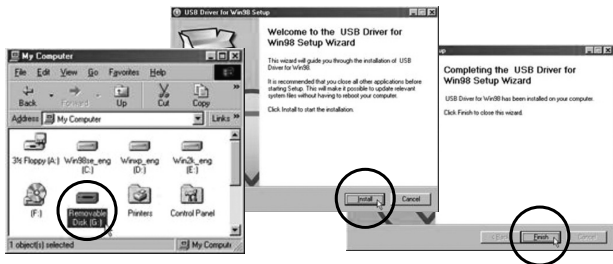 My Computer
File Edit View Go Favorites Help
Back Forward Up Cut Copy
Address My Computer Links
3½ Floppy (A:) Win98se_eng (C:) Winxp_eng (D:) Win2k_eng (E:)
(F:) Removable Disk (G:) Printers Control Panel
1 object(s) selected My Compute
USB Driver for Win98 Setup
Welcome to the USB Driver for
Win98 Setup Wizard
This wizard will guide you through the installation of USB
Driver for Win98.
It is recommended that you close all other applications before
starting Setup. This will make it possible to update relevant
system files without having to reboot your computer.
Click Install to start the installation.
Install Cancel
up
Completing the USB Driver for
Win98 Setup Wizard
USB Driver for Win98 has been installed on your computer.
Click Finish to close this wizard.
< Back Finish Cancel